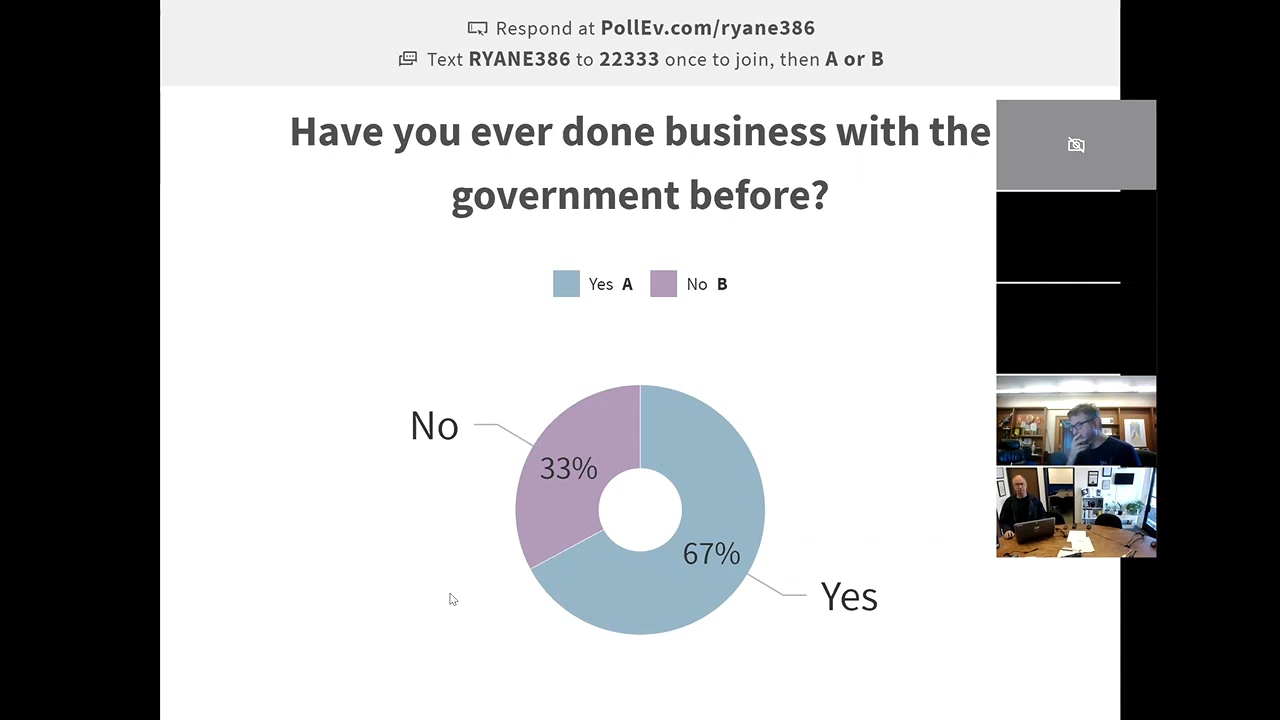 Respond at PollEv.com/ryane386
Text RYANE386 to 22333 once to join, then A or B
Have you ever done business with the
government before?
Yes A No B
No
33%
67%
Yes